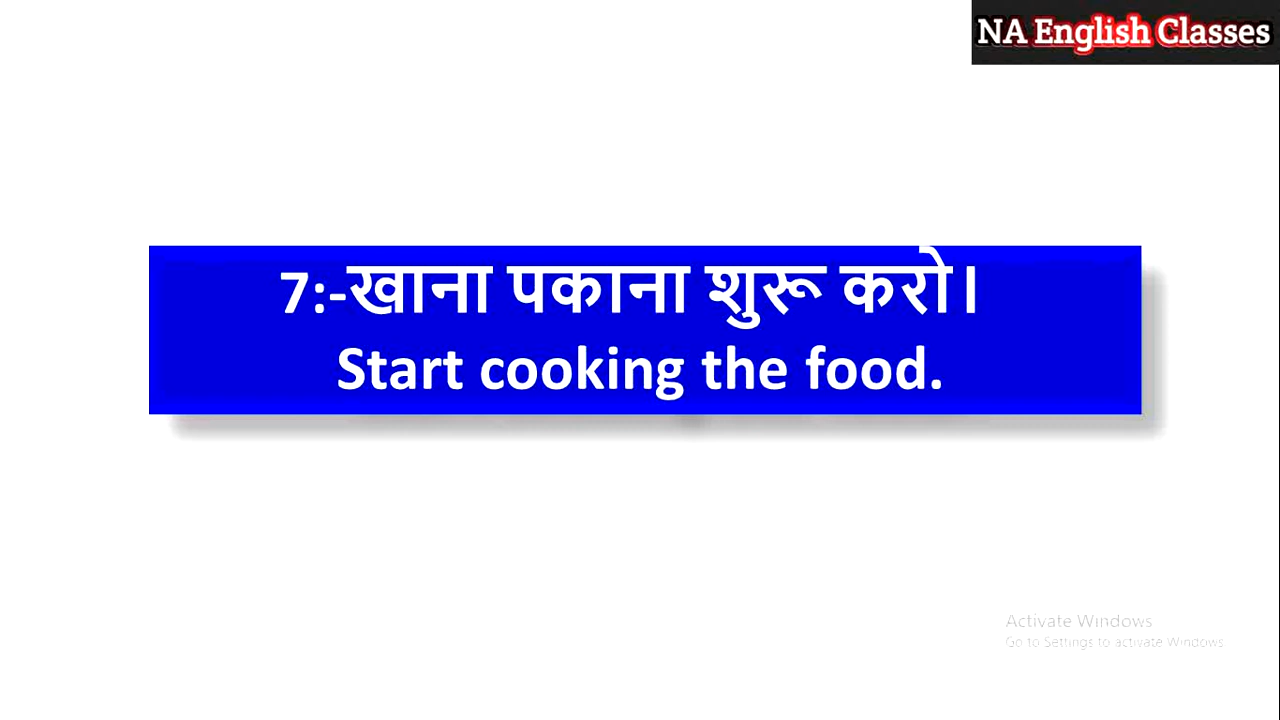 NA English Classes
7:-खाना पकाना शुरू करो।
Start cooking the food.
Activate Windows
Go to Settings to activate Windows